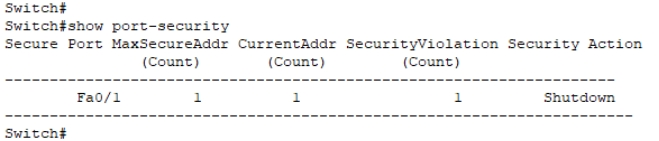 Switch#
Switch#show port-security
Secure Port MaxSecureAddr CurrentAddr SecurityViolation Security Action
(Count) (Count) (Count)
--------------------------------------------------------------------
Fa0/1 1 1 1 Shutdown
----------------------------------------------------------------------
Switch#